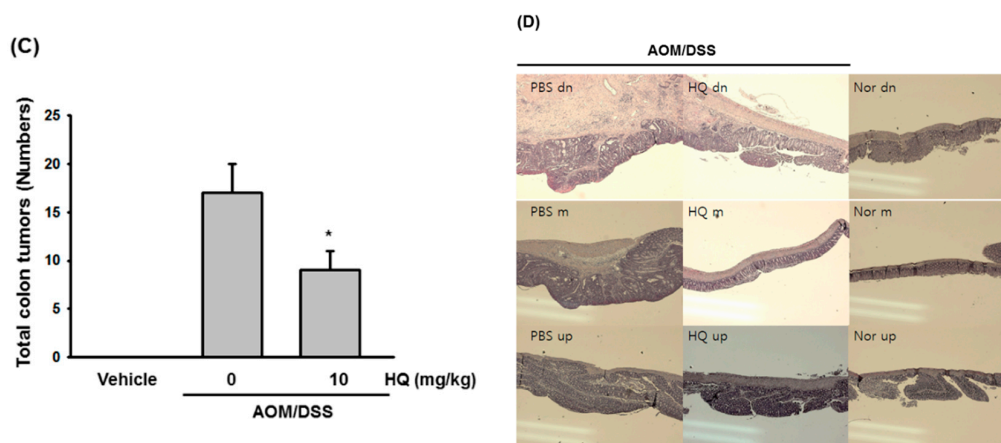 (C)
Total colon tumors (Numbers)
25
20
15
10
5
0
*
Vehicle 0 10 HQ (mg/kg)
AOM/DSS
(D)
AOM/DSS
PBS dn HQ dn Nor dn
PBS m HQ m Nor m
PBS up HQ up Nor up